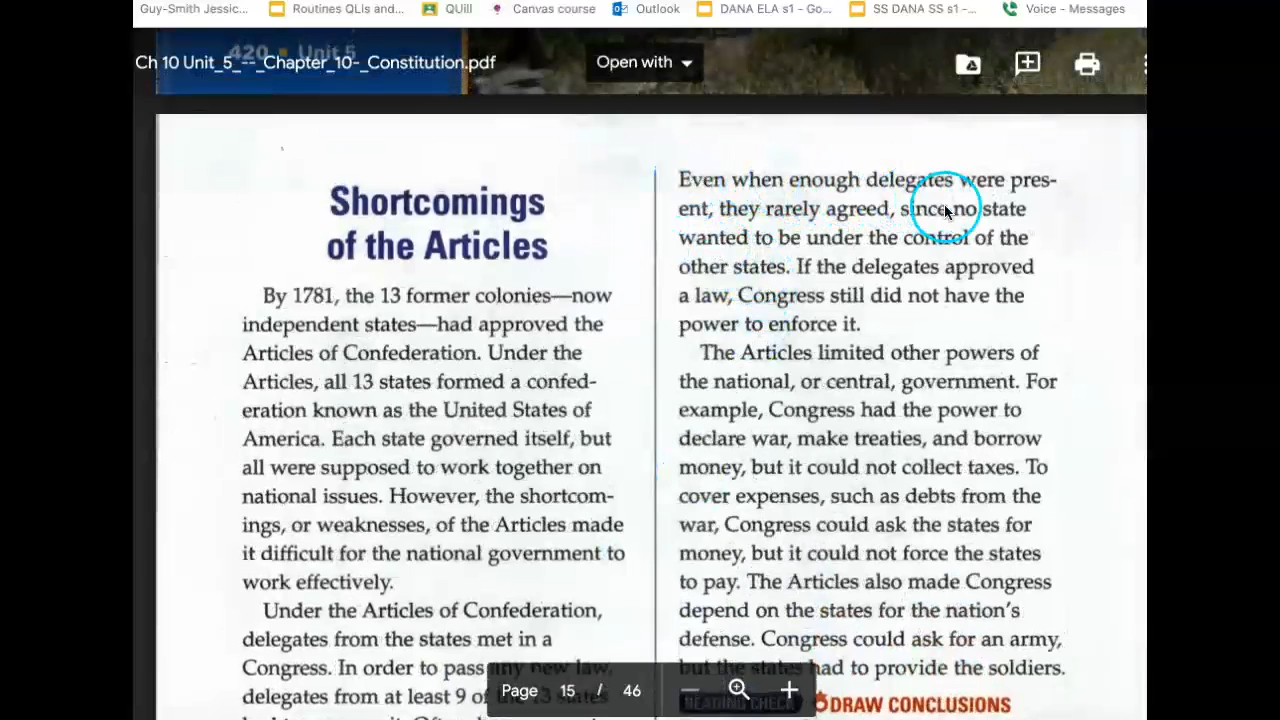 Guy-Smith Jessic...
Routines QLIs and...
QUill
Canvas course
Outlook
DANA ELA s1 - Go...
SS DANA SS s1 -...
Voice - Messages
420 Unit 5
Ch 10 Unit_5_--_Chapter_10-_Constitution.pdf
Open with
Shortcomings
of the Articles
By 1781, the 13 former colonies—now
independent states—had approved the
Articles of Confederation. Under the
Articles, all 13 states formed a confed-
eration known as the United States of
America. Each state governed itself, but
all were supposed to work together on
national issues. However, the shortcom-
ings, or weaknesses, of the Articles made
it difficult for the national government to
work effectively.
Under the Articles of Confederation,
delegates from the states met in a
Congress. In order to pass any new law,
delegates from at least 9 of the 13 states
Even when enough delegates were pres-
ent, they rarely agreed, since no state
wanted to be under the control of the
other states. If the delegates approved
a law, Congress still did not have the
power to enforce it.
The Articles limited other powers of
the national, or central, government. For
example, Congress had the power to
declare war, make treaties, and borrow
money, but it could not collect taxes. To
cover expenses, such as debts from the
war, Congress could ask the states for
money, but it could not force the states
to pay. The Articles also made Congress
depend on the states for the nation's
defense. Congress could ask for an army,
but the states had to provide the soldiers.
READING CHECK DRAW CONCLUSIONS
Page 15 / 46